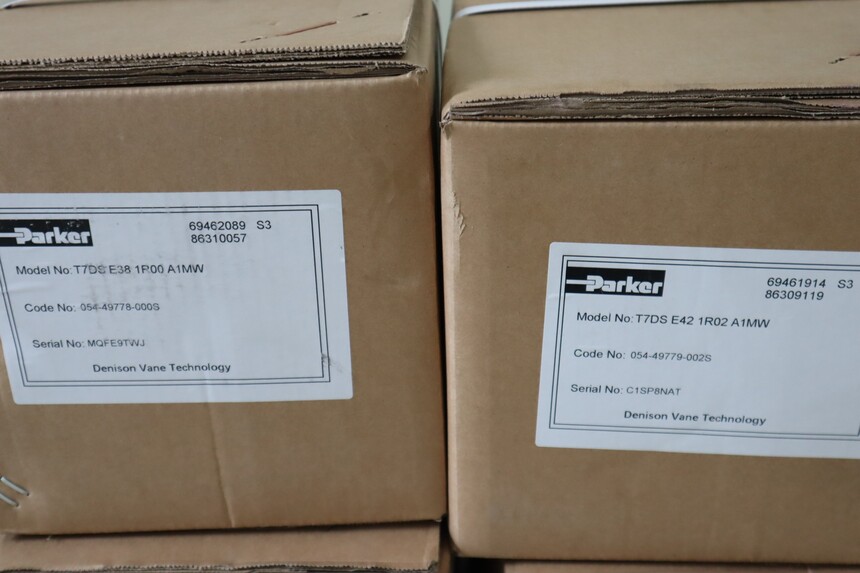 Parker
69462089 S3
86310057
Model No: T7DS E38 1R00 A1MW
Code No: 054-49778-000S
Serial No: MQFE9TWJ
Denison Vane Technology
Parker
69461914 S3
86309119
Model No: T7DS E42 1R02 A1MW
Code No: 054-49779-002S
Serial No: C1SP8NAT
Denison Vane Technology